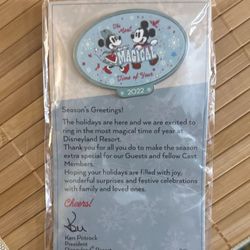 The Most
MAGICAL
Time of Year
2022
Season's Greetings!
The holidays are here and we are excited to
ring in the most magical time of year at
Disneyland Resort.
Thank you for all you do to make the season
extra special for our Guests and fellow Cast
Members.
Hoping your holidays are filled with joy,
wonderful surprises and festive celebrations
with family and loved ones.
Cheers!
Ken
Ken Potrock
President
Disneyland Resort